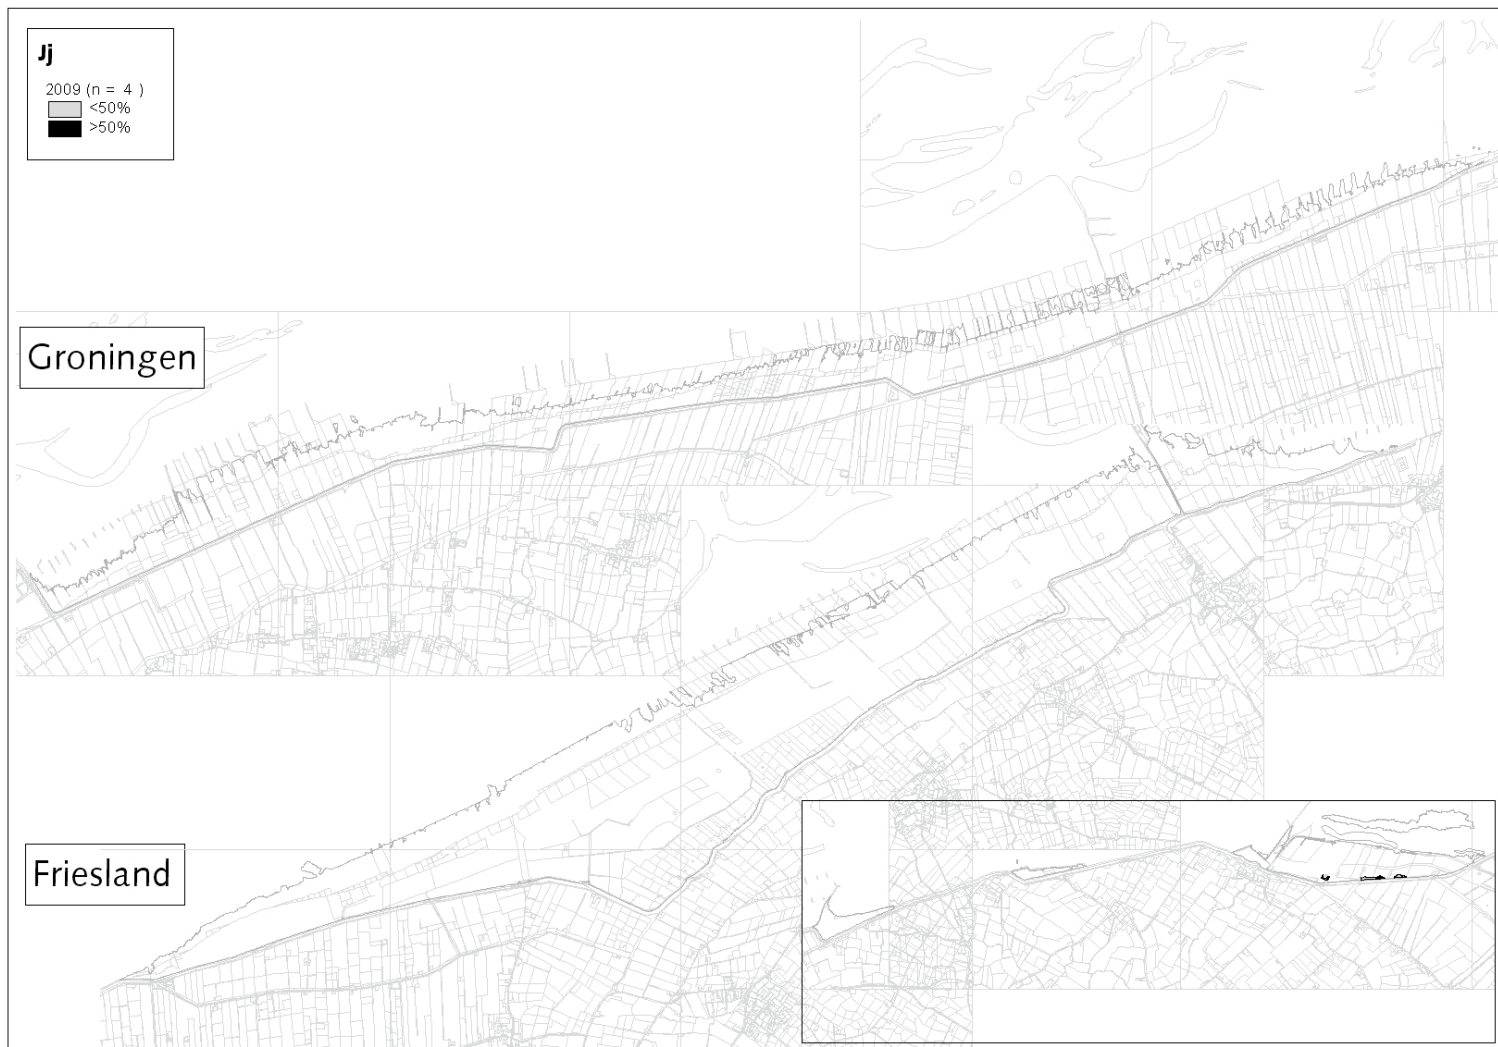 Jj
2009 (n = 4 )
<50%
>50%
Groningen
Friesland